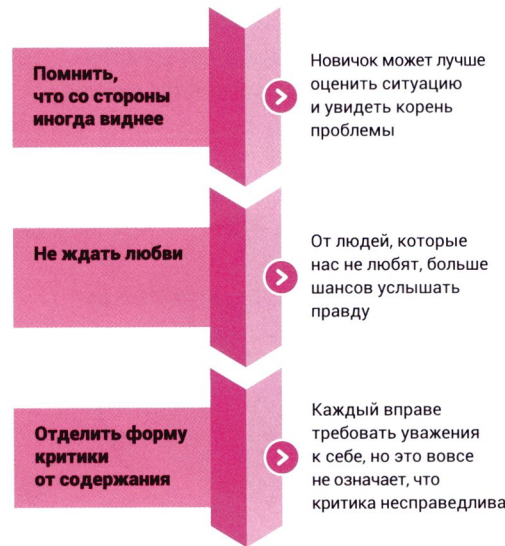 Помнить,
что со стороны
иногда виднее
Новичок может лучше
оценить ситуацию
и увидеть корень
проблемы
Не ждать любви
От людей, которые
нас не любят, больше
шансов услышать
правду
Отделить форму
критики
от содержания
Каждый вправе
требовать уважения
к себе, но это вовсе
не означает, что
критика несправедлива